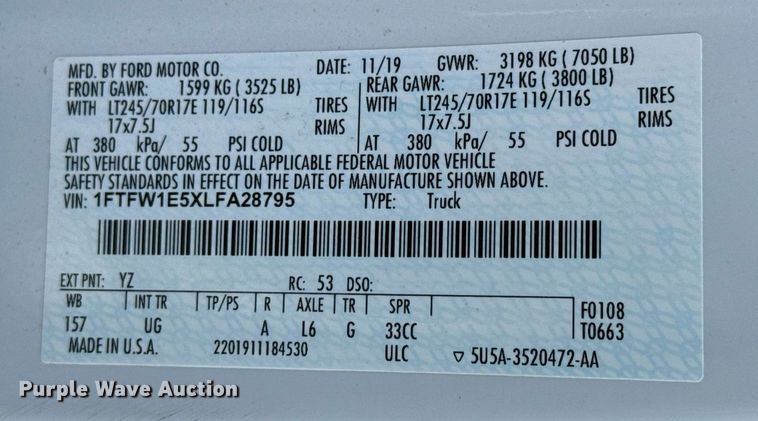 MFD. BY FORD MOTOR CO. DATE: 11/19 GVWR: 3198 KG ( 7050 LB)
FRONT GAWR: 1599 KG ( 3525 LB) REAR GAWR: 1724 KG ( 3800 LB)
WITH LT245/70R17E 119/116S TIRES WITH LT245/70R17E 119/116S TIRES
17x7.5J RIMS 17x7.5J RIMS
AT 380 kPa/ 55 PSI COLD AT 380 kPa/ 55 PSI COLD
THIS VEHICLE CONFORMS TO ALL APPLICABLE FEDERAL MOTOR VEHICLE
SAFETY STANDARDS IN EFFECT ON THE DATE OF MANUFACTURE SHOWN ABOVE.
VIN: 1FTFW1E5XLFA28795 TYPE: Truck
EXT PNT: YZ RC: 53 DSO:
WB INT TR TP/PS R AXLE TR SPR F0108
157 UG A L6 G 33CC T0663
MADE IN U.S.A. 2201911184530 ULC ▽ 5U5A-3520472-AA
Purple Wave Auction